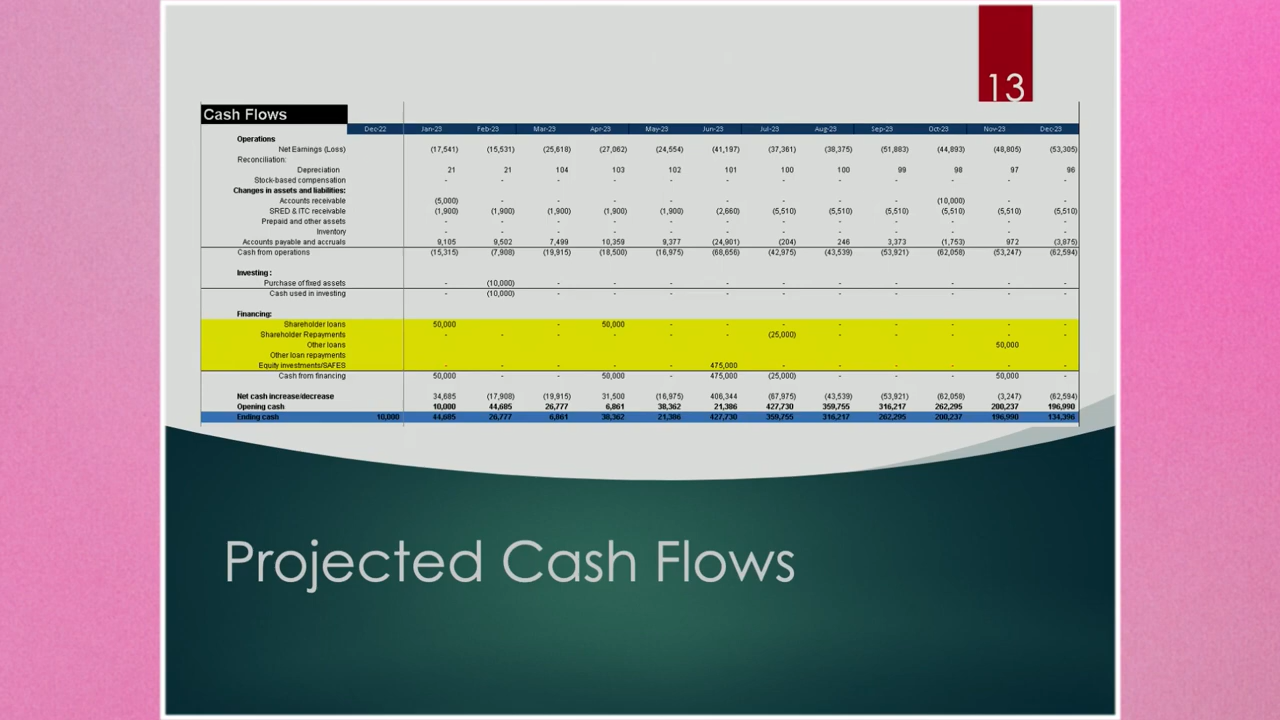 13
Cash Flows
Dec-22 Jan-23 Feb-23 Mar-23 Apr-23 May-23 Jun-23 Jul-23 Aug-23 Sep-23 Oct-23 Nov-23 Dec-23
Operations
Net Earnings (Loss) (17,541) (15,531) (25,618) (27,062) (24,554) (41,197) (37,361) (38,375) (51,883) (44,893) (48,805) (53,305)
Reconciliation:
Depreciation 21 21 104 103 102 101 100 100 99 98 97 96
Stock-based compensation - - - - - - - - - - - -
Changes in assets and liabilities:
Accounts receivable (5,000) - - - - - - - - (10,000) - -
SRED & ITC receivable (1,900) (1,900) (1,900) (1,900) (1,900) (2,660) (5,510) (5,510) (5,510) (5,510) (5,510) (5,510)
Prepaid and other assets - - - - - - - - - - - -
Inventory - - - - - - - - - - - -
Accounts payable and accruals 9,105 9,502 7,499 10,359 9,377 (24,901) (204) 246 3,373 (1,753) 972 (3,875)
Cash from operations (15,315) (7,908) (19,915) (18,500) (16,975) (68,656) (42,975) (43,539) (53,921) (62,058) (53,247) (62,594)
Investing :
Purchase of fixed assets - (10,000) - - - - - - - - - -
Cash used in investing - (10,000) - - - - - - - - - -
Financing:
Shareholder loans 50,000 - 50,000 - - - - - - - -
Shareholder Repayments - - - - - - (25,000) - - - - -
Other loans 50,000
Other loan repayments
Equity investments/SAFES - - - - - 475,000 - - - - - -
Cash from financing 50,000 - - 50,000 - 475,000 (25,000) - - - 50,000 -
Net cash increase/decrease 34,685 (17,908) (19,915) 31,500 (16,975) 406,344 (67,975) (43,539) (53,921) (62,058) (3,247) (62,594)
Opening cash 10,000 44,685 26,777 6,861 38,362 21,386 427,730 359,755 316,217 262,295 200,237 196,990
Ending cash 10,000 44,685 26,777 6,861 38,362 21,386 427,730 359,755 316,217 262,295 200,237 196,990 134,396
Projected Cash Flows